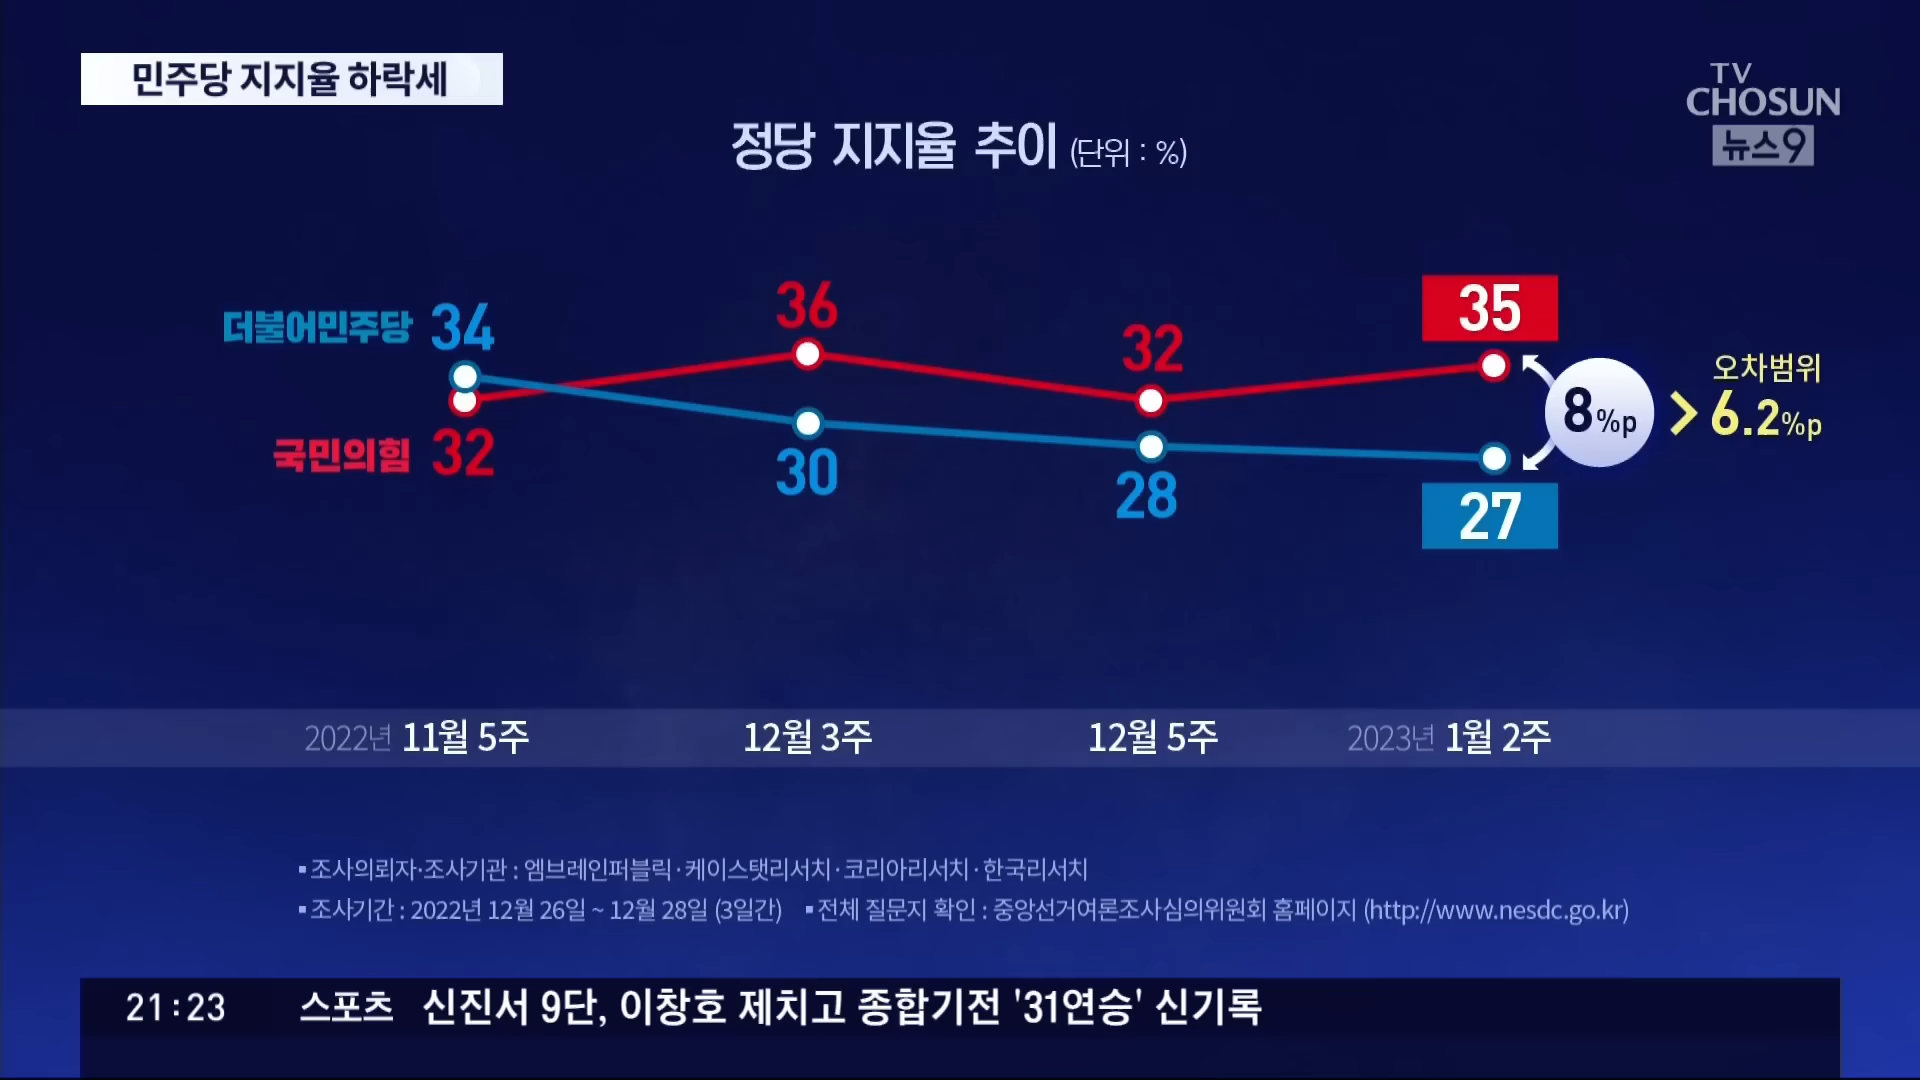 민주당 지지율 하락세
TV
CHOSUN
뉴스9
정당 지지율 추이 (단위 : %)
더불어민주당 34
36
32
35
오차범위
8%p > 6.2%p
국민의힘 32
30
28
27
2022년 11월 5주
12월 3주
12월 5주
2023년 1월 2주
▪조사의뢰자·조사기관 : 엠브레인퍼블릭·케이스탯리서치·코리아리서치·한국리서치
▪조사기간 : 2022년 12월 26일 ~ 12월 28일 (3일간) ▪전체 질문지 확인 : 중앙선거여론조사심의위원회 홈페이지 (http://www.nesdc.go.kr)
21:23 스포츠 신진서 9단, 이창호 제치고 종합기전 '31연승' 신기록